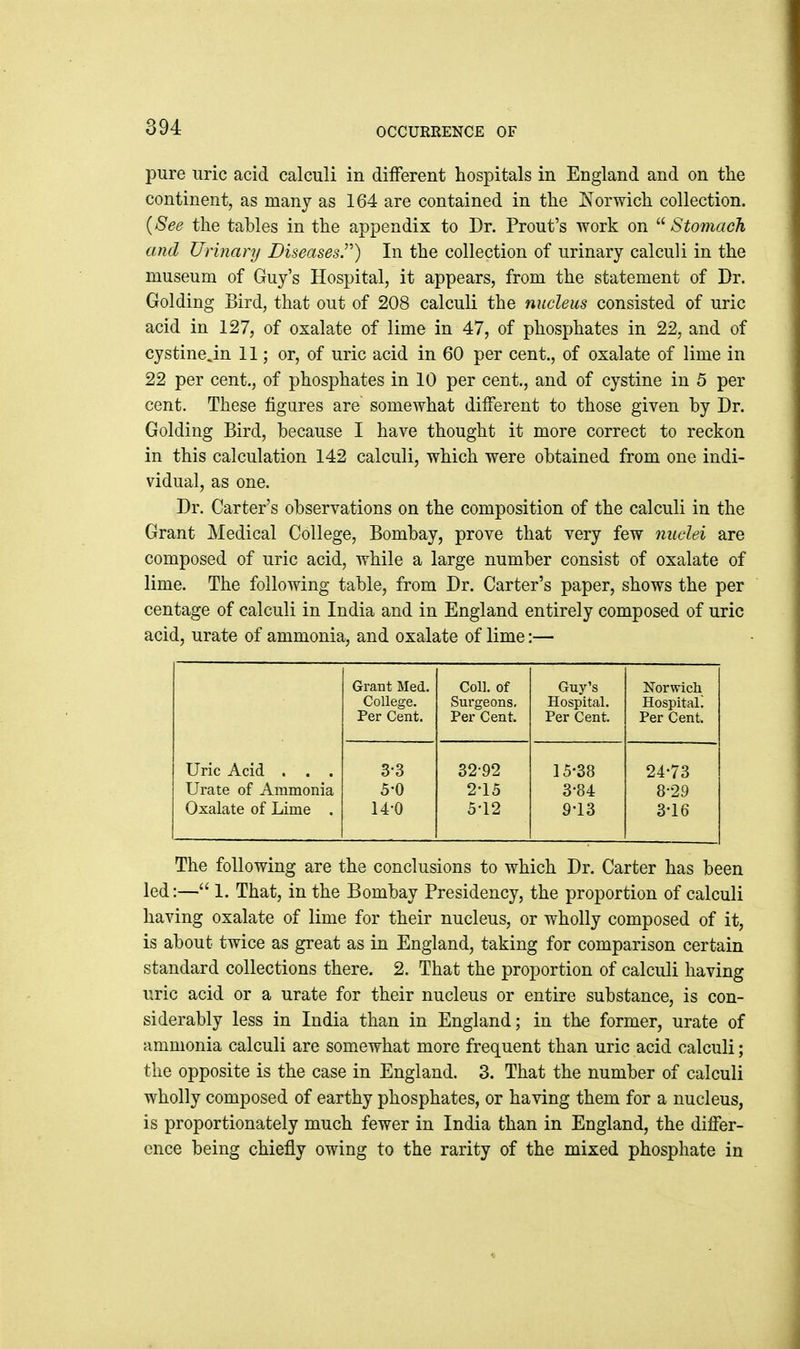 394 OCCURRENCE OF
pure uric acid calculi in different hospitals in England and on the
continent, as many as 164 are contained in the Norwich collection.
(See the tables in the appendix to Dr. Prout's work on “Stomach
and Urinary Diseases.”) In the collection of urinary calculi in the
museum of Guy's Hospital, it appears, from the statement of Dr.
Golding Bird, that out of 208 calculi the nucleus consisted of uric
acid in 127, of oxalate of lime in 47, of phosphates in 22, and of
cystine in 11; or, of uric acid in 60 per cent., of oxalate of lime in
22 per cent., of phosphates in 10 per cent., and of cystine in 5 per
cent. These figures are somewhat different to those given by Dr.
Golding Bird, because I have thought it more correct to reckon
in this calculation 142 calculi, which were obtained from one indi-
vidual, as one.
Dr. Carter's observations on the composition of the calculi in the
Grant Medical College, Bombay, prove that very few nuclei are
composed of uric acid, while a large number consist of oxalate of
lime. The following table, from Dr. Carter's paper, shows the per
centage of calculi in India and in England entirely composed of uric
acid, urate of ammonia, and oxalate of lime:—
Grant Med. Coll. of Guy's Norwich
College. Surgeons. Hospital. Hospital.
Per Cent. Per Cent. Per Cent. Per Cent.
Uric Acid . . . 3·3 32·92 15·38 24·73
Urate of Ammonia 5·0 2·15 3·84 8·29
Oxalate of Lime . 14·0 5·12 9·13 3·16
The following are the conclusions to which Dr. Carter has been
led:—“ 1. That, in the Bombay Presidency, the proportion of calculi
having oxalate of lime for their nucleus, or wholly composed of it,
is about twice as great as in England, taking for comparison certain
standard collections there. 2. That the proportion of calculi having
uric acid or a urate for their nucleus or entire substance, is con-
siderably less in India than in England; in the former, urate of
ammonia calculi are somewhat more frequent than uric acid calculi;
the opposite is the case in England. 3. That the number of calculi
wholly composed of earthy phosphates, or having them for a nucleus,
is proportionately much fewer in India than in England, the differ-
ence being chiefly owing to the rarity of the mixed phosphate in